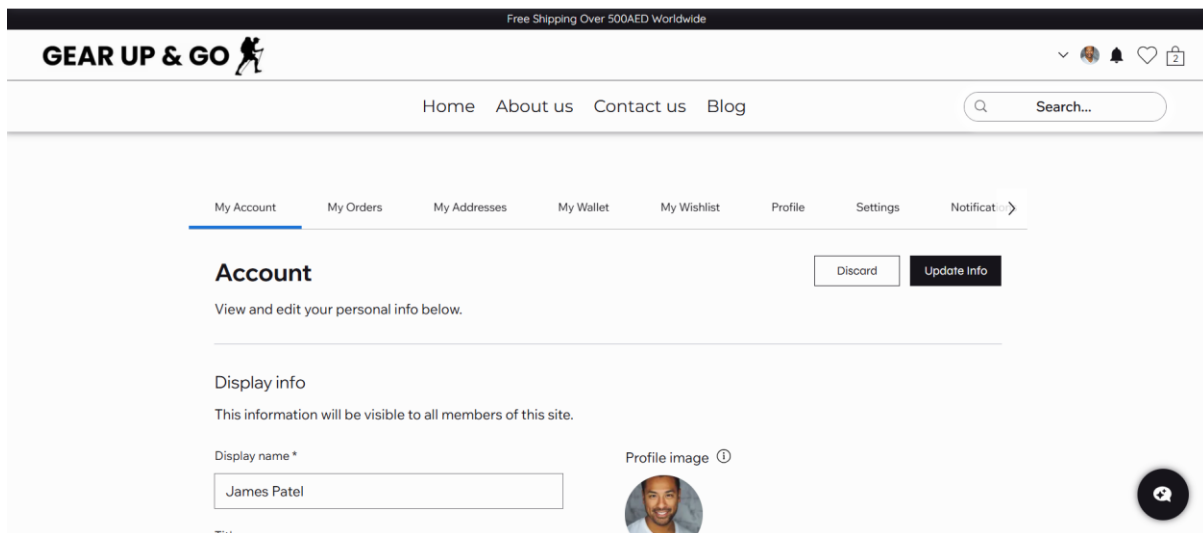 Free Shipping Over 500AED Worldwide
GEAR UP & GO
2
Home About us Contact us Blog
Search...
My Account My Orders My Addresses My Wallet My Wishlist Profile Settings Notification
Account
Discard Update Info
View and edit your personal info below.
Display info
This information will be visible to all members of this site.
Display name *
Profile image
James Patel